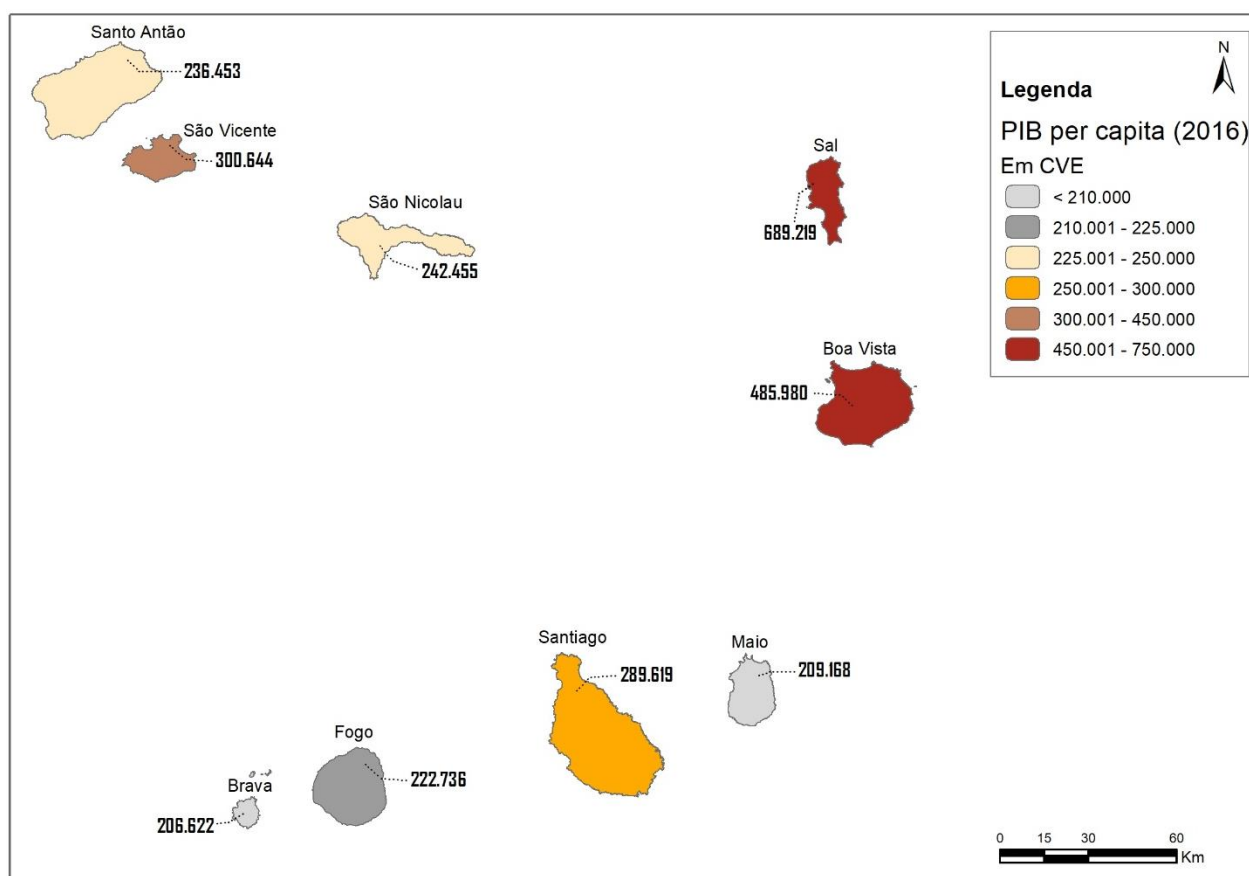 Santo Antão
236.453
São Vicente
300.644
São Nicolau
242.455
Sal
689.219
Boa Vista
485.980
Santiago
289.619
Maio
209.168
Fogo
222.736
Brava
206.622
N
Legenda
PIB per capita (2016)
Em CVE
< 210.000
210.001 - 225.000
225.001 - 250.000
250.001 - 300.000
300.001 - 450.000
450.001 - 750.000
0 15 30 60
Km